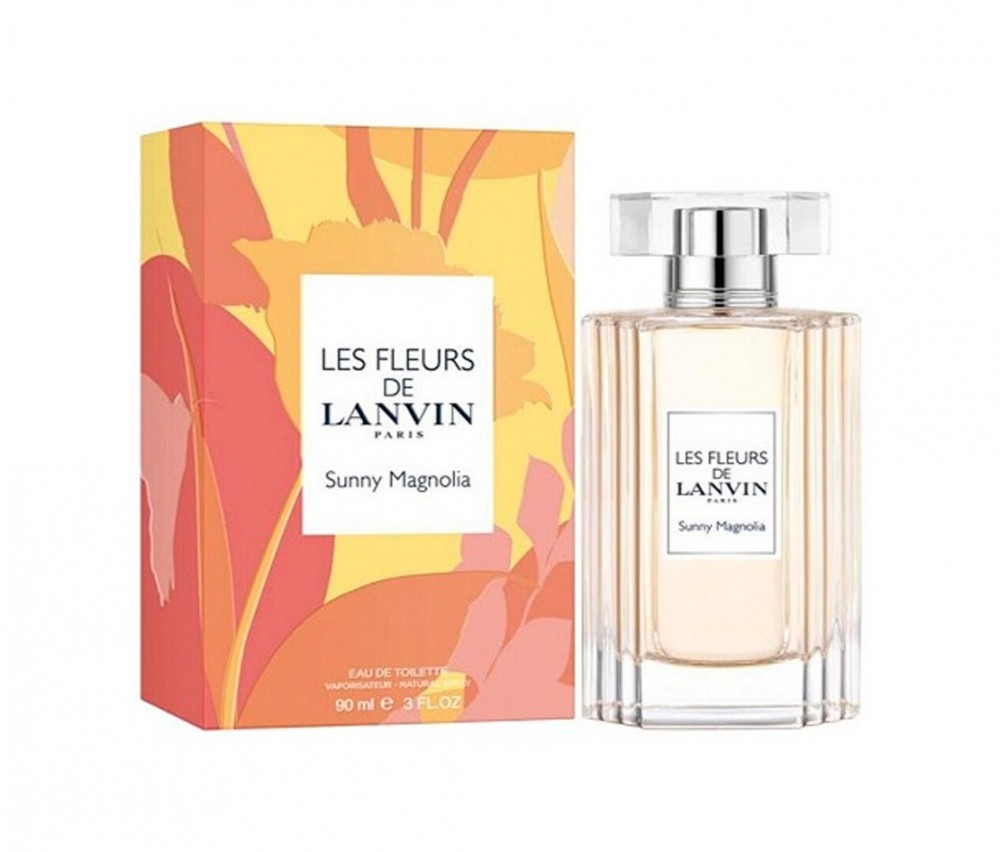 LES FLEURS
DE
LANVIN
PARIS
Sunny Magnolia
EAU DE TOILETTE
VAPORISATEUR - NATURAL SPRAY
90 ml e 3 FL.OZ
LES FLEURS
DE
LANVIN
PARIS
Sunny Magnolia